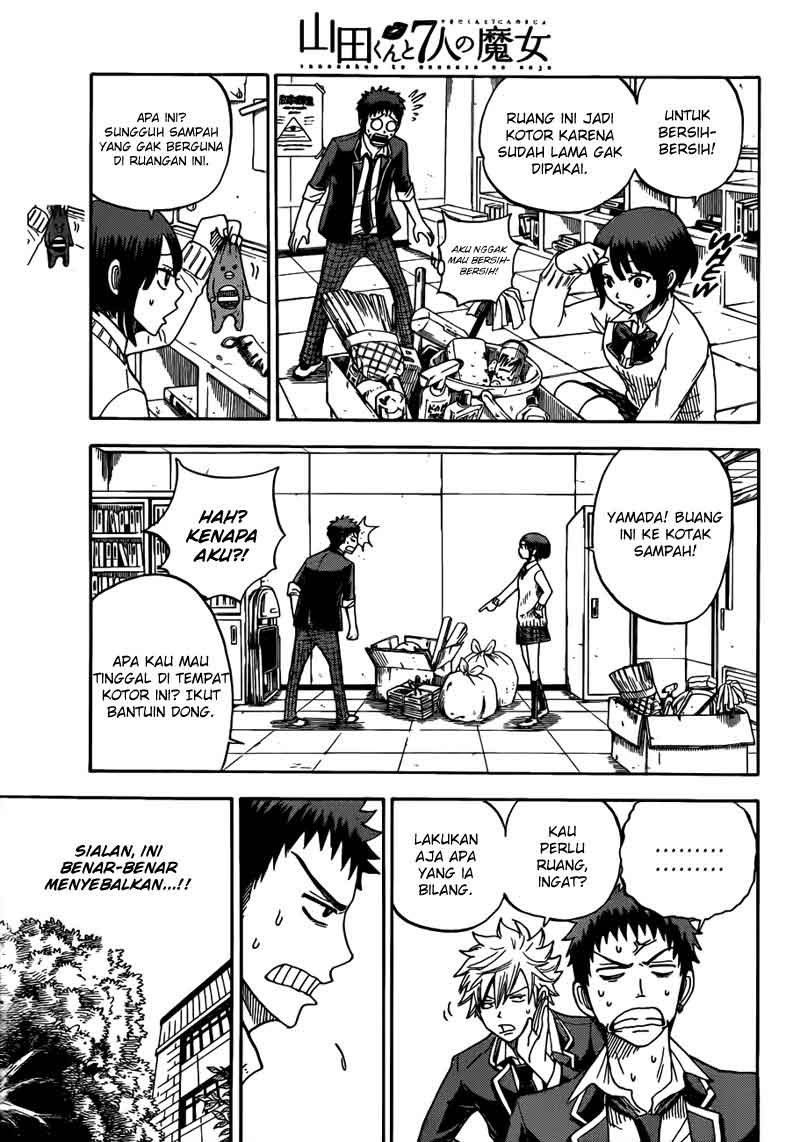 山田くんと7人の魔女
UNTUK
BERSIH-
BERSIH!
RUANG INI JADI
KOTOR KARENA
SUDAH LAMA GAK
DIPAKAI.
AKU NGGAK
MAU BERSIH-
BERSIH!
WHEW
APA INI?
SUNGGUH SAMPAH
YANG GAK BERGUNA
DI RUANGAN INI.
YAMADA! BUANG
INI KE KOTAK
SAMPAH!
HAH?
KENAPA
AKU?!
APA KAU MAU
TINGGAL DI TEMPAT
KOTOR INI? IKUT
BANTUIN DONG.
.........
.........
KAU
PERLU
RUANG,
INGAT?
LAKUKAN
AJA APA
YANG IA
BILANG.
SIALAN, INI
BENAR-BENAR
MENYEBALKAN...!!